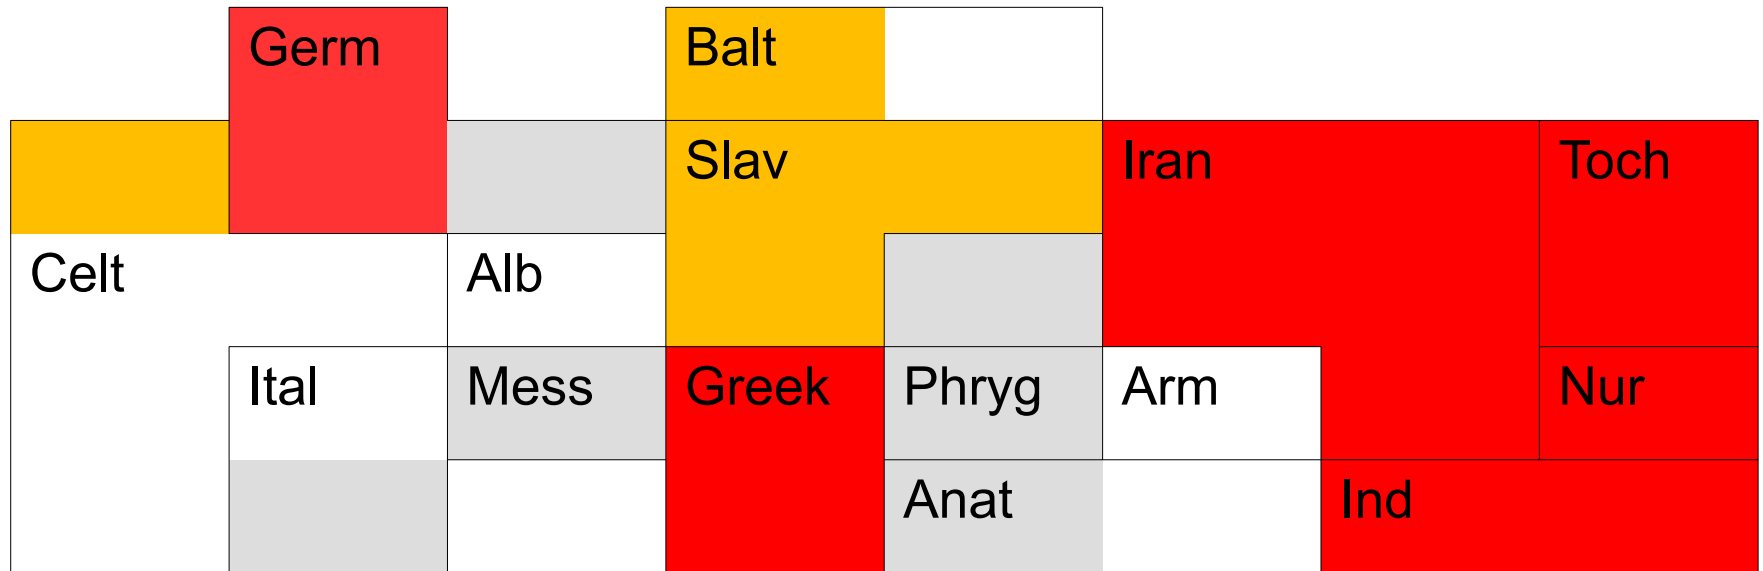 Germ Balt
Slav Iran Toch
Celt Alb
Ital Mess Greek Phryg Arm Nur
Anat Ind